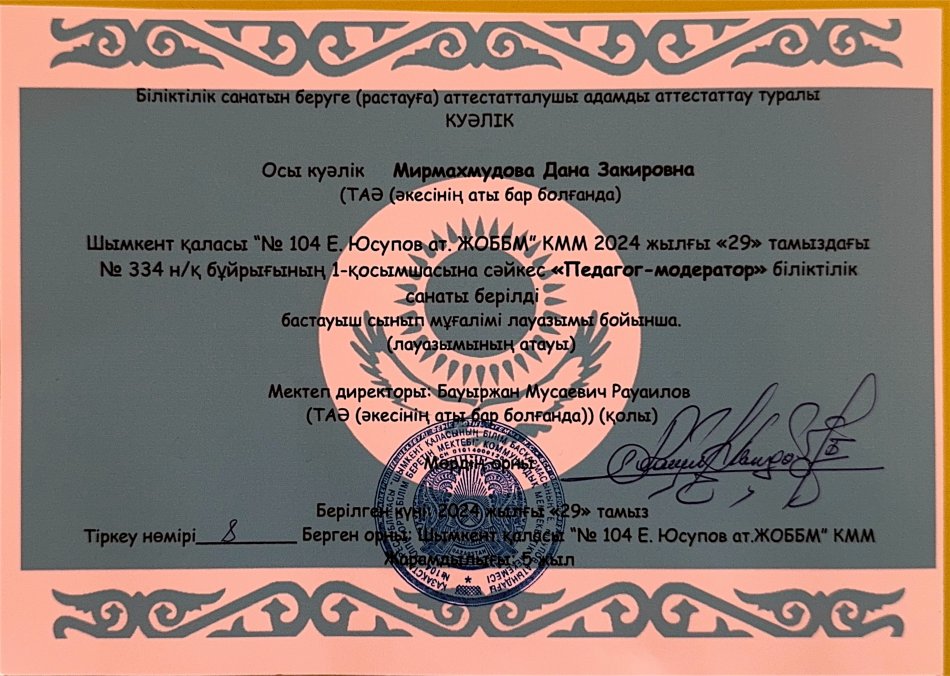 Біліктілік санатын беруге (растауға) аттестатталушы адамды аттестаттау туралы
КУӘЛІК
Осы куәлік Мирмахмудова Дана Закировна
(ТАӘ (әкесінің аты бар болғанда)
Шымкент қаласы “№ 104 Е. Юсупов ат. ЖОББМ” КММ 2024 жылғы «29» тамыздағы
№ 334 н/қ бұйрығының 1-қосымшасына сәйкес «Педагог-модератор» біліктілік
санаты берілді
бастауыш сынып мұғалімі лауазымы бойынша.
(лауазымының атауы)
Мектеп директоры: Бауыржан Мусаевич Рауаилов
(ТАӘ (әкесінің аты бар болғанда)) (қолы)
Мөрдің орны
Берілген күні: 2024 жылғы «29» тамыз
Тіркеу нөмірі 8 Берген орны: Шымкент қаласы “№ 104 Е. Юсупов ат.ЖОББМ” КММ
Жарамдылығы: 5 жыл